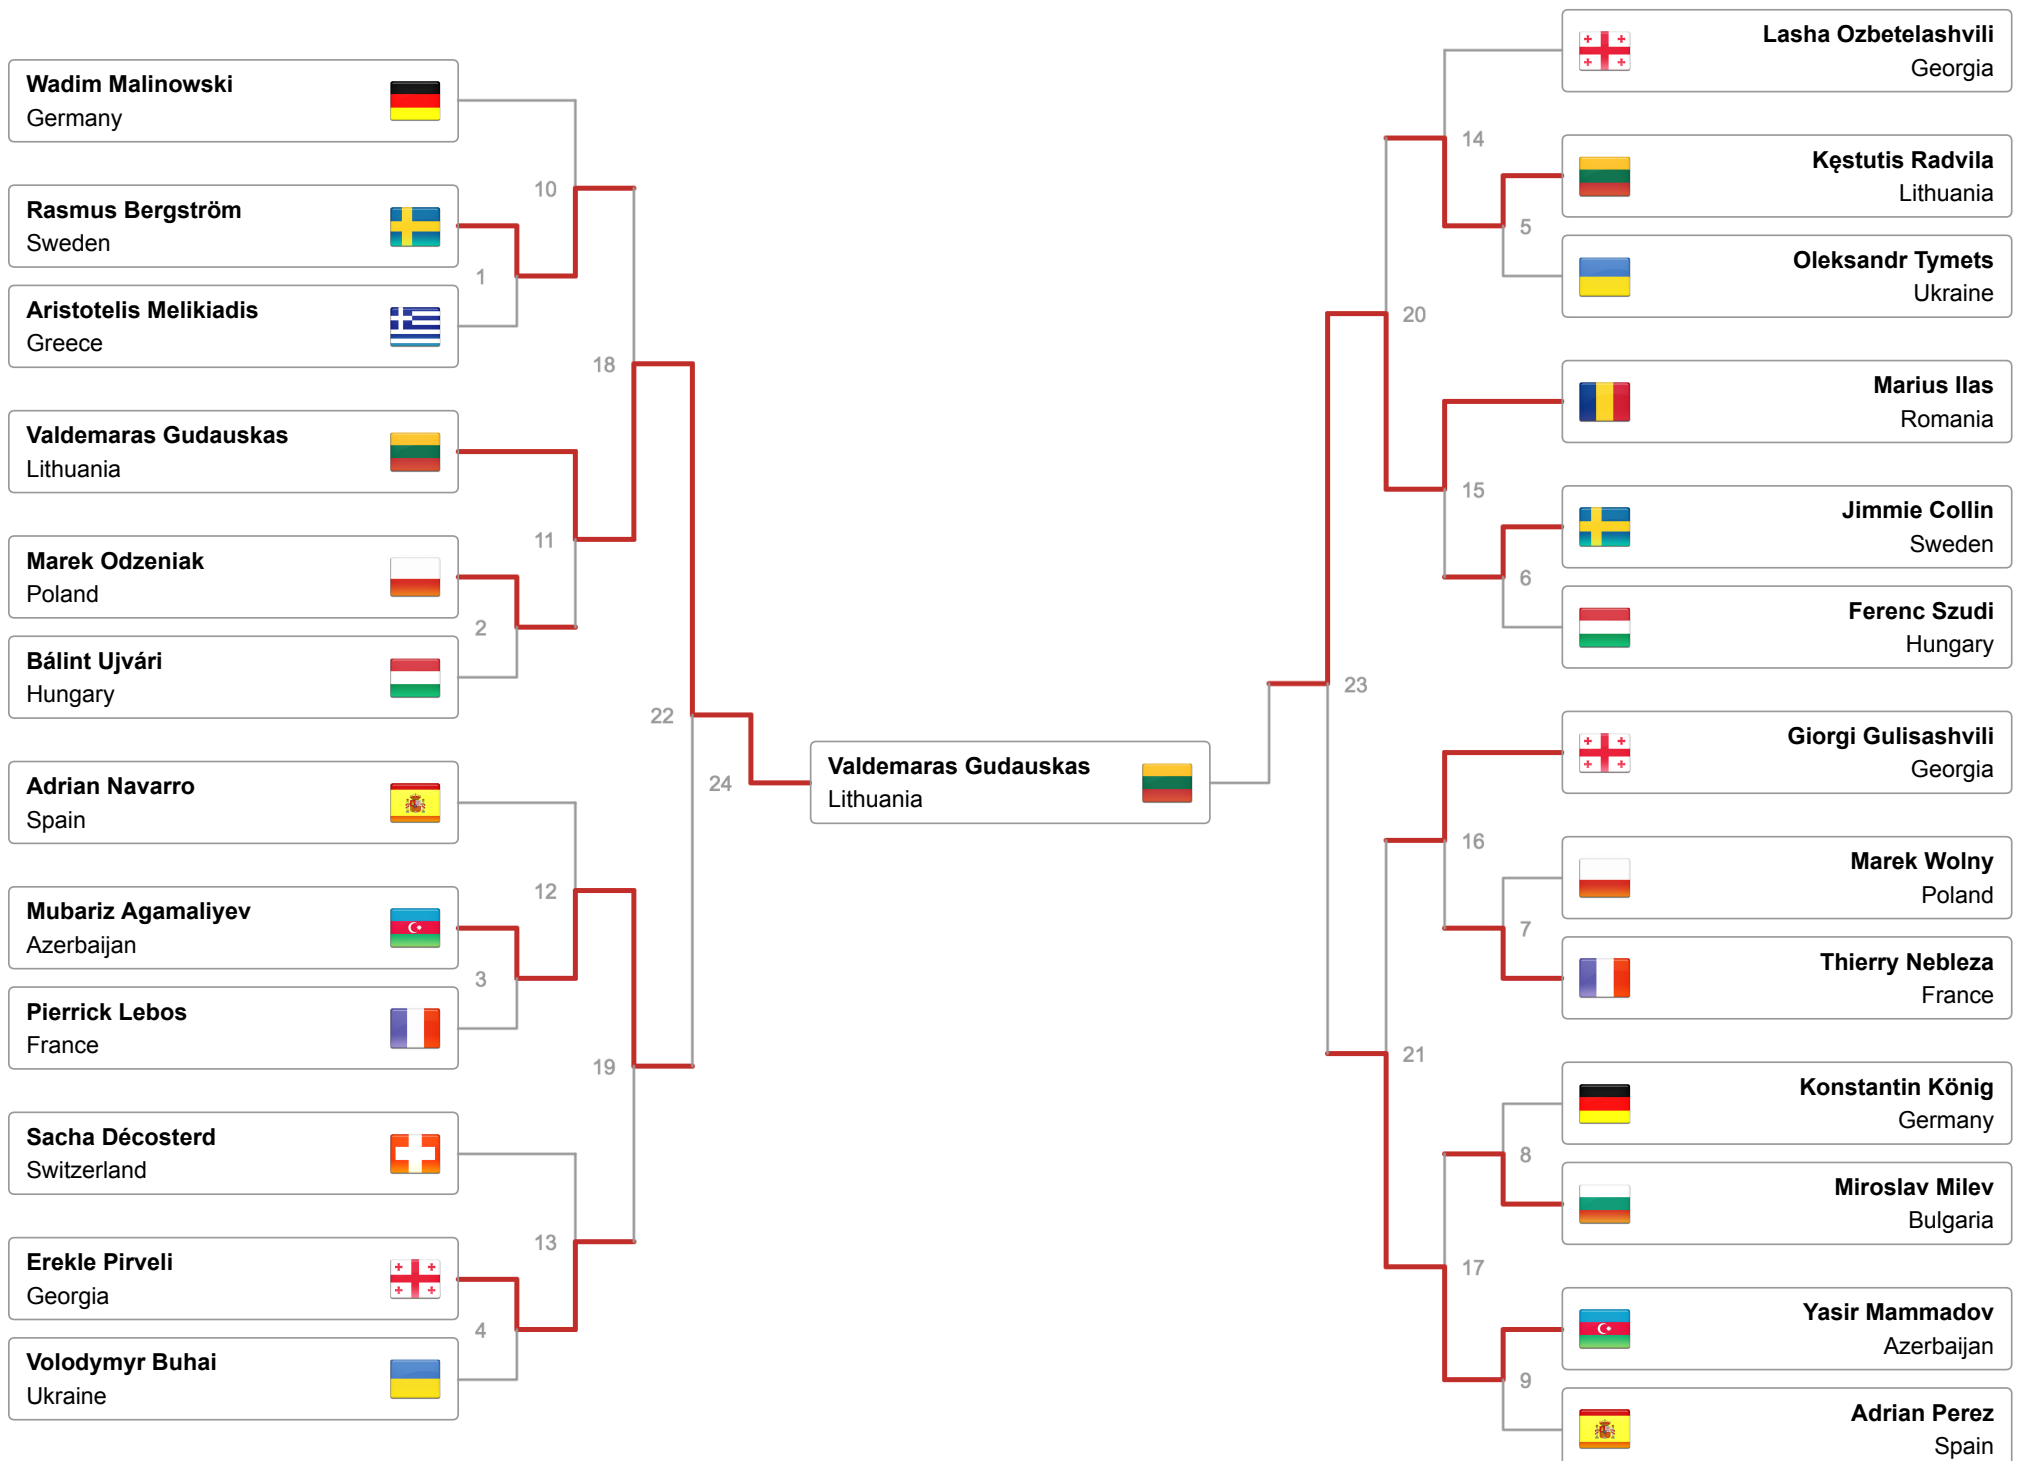 Wadim Malinowski
Germany
10
Rasmus Bergström
Sweden
1
Aristotelis Melikiadis
Greece
18
Valdemaras Gudauskas
Lithuania
11
Marek Odzeniak
Poland
2
Bálint Ujvári
Hungary
22
Adrian Navarro
Spain
12
Mubariz Agamaliyev
Azerbaijan
3
Pierrick Lebos
France
19
Sacha Décosterd
Switzerland
13
Erekle Pirveli
Georgia
4
Volodymyr Buhai
Ukraine
24
Valdemaras Gudauskas
Lithuania
Lasha Ozbetelashvili
Georgia
14
Kęstutis Radvila
Lithuania
5
Oleksandr Tymets
Ukraine
20
Marius Ilas
Romania
15
Jimmie Collin
Sweden
6
Ferenc Szudi
Hungary
23
Giorgi Gulisashvili
Georgia
16
Marek Wolny
Poland
7
Thierry Nebleza
France
21
Konstantin König
Germany
8
Miroslav Milev
Bulgaria
17
Yasir Mammadov
Azerbaijan
9
Adrian Perez
Spain